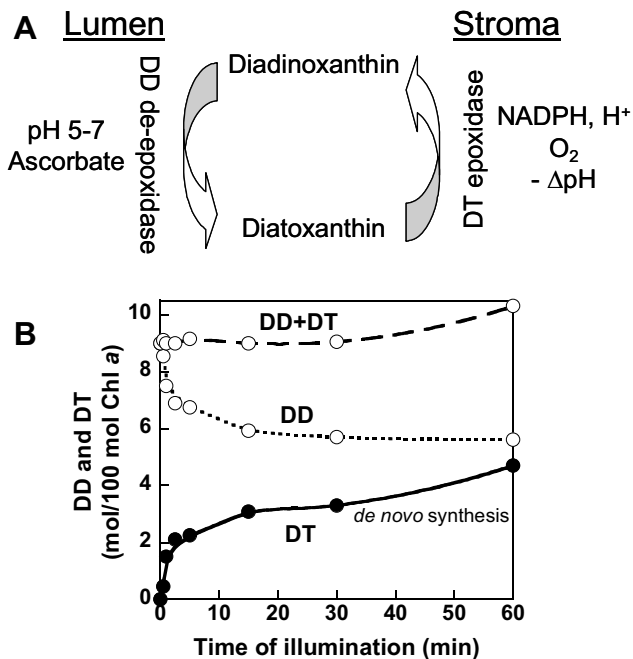 A
Lumen
Stroma
DD de-epoxidase
pH 5-7
Ascorbate
Diadinoxanthin
Diatoxanthin
DT epoxidase
NADPH, H⁺
O₂
- ΔpH
B
DD and DT
(mol/100 mol Chl a)
10
8
6
4
2
0
DD+DT
DD
DT
de novo synthesis
0 10 20 30 40 50 60
Time of illumination (min)